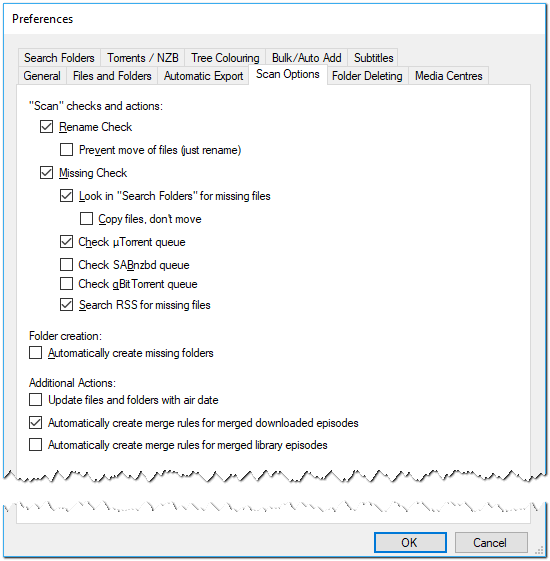 Preferences
Search Folders Torrents / NZB Tree Colouring Bulk/Auto Add Subtitles
General Files and Folders Automatic Export Scan Options Folder Deleting Media Centres
"Scan" checks and actions:
Rename Check
Prevent move of files (just rename)
Missing Check
Look in "Search Folders" for missing files
Copy files, don't move
Check µTorrent queue
Check SABnzbd queue
Check qBitTorrent queue
Search RSS for missing files
Folder creation:
Automatically create missing folders
Additional Actions:
Update files and folders with air date
Automatically create merge rules for merged downloaded episodes
Automatically create merge rules for merged library episodes
OK Cancel